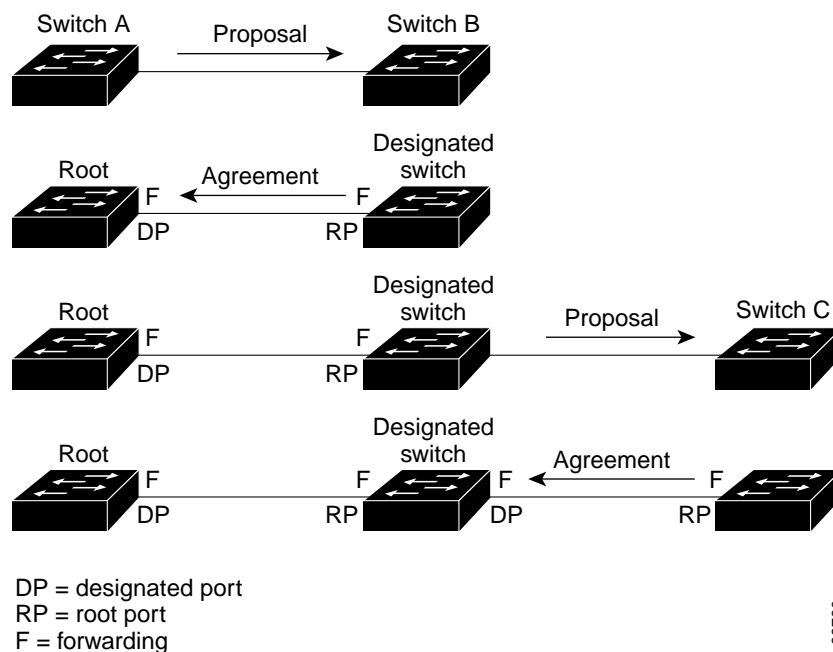 Switch A
Proposal
Switch B
Root
Agreement
Designated
switch
F
F
DP
RP
Root
Designated
switch
Proposal
Switch C
F
F
DP
RP
Root
Designated
switch
Agreement
F
F
F
F
DP
RP
DP
RP
DP = designated port
RP = root port
F = forwarding